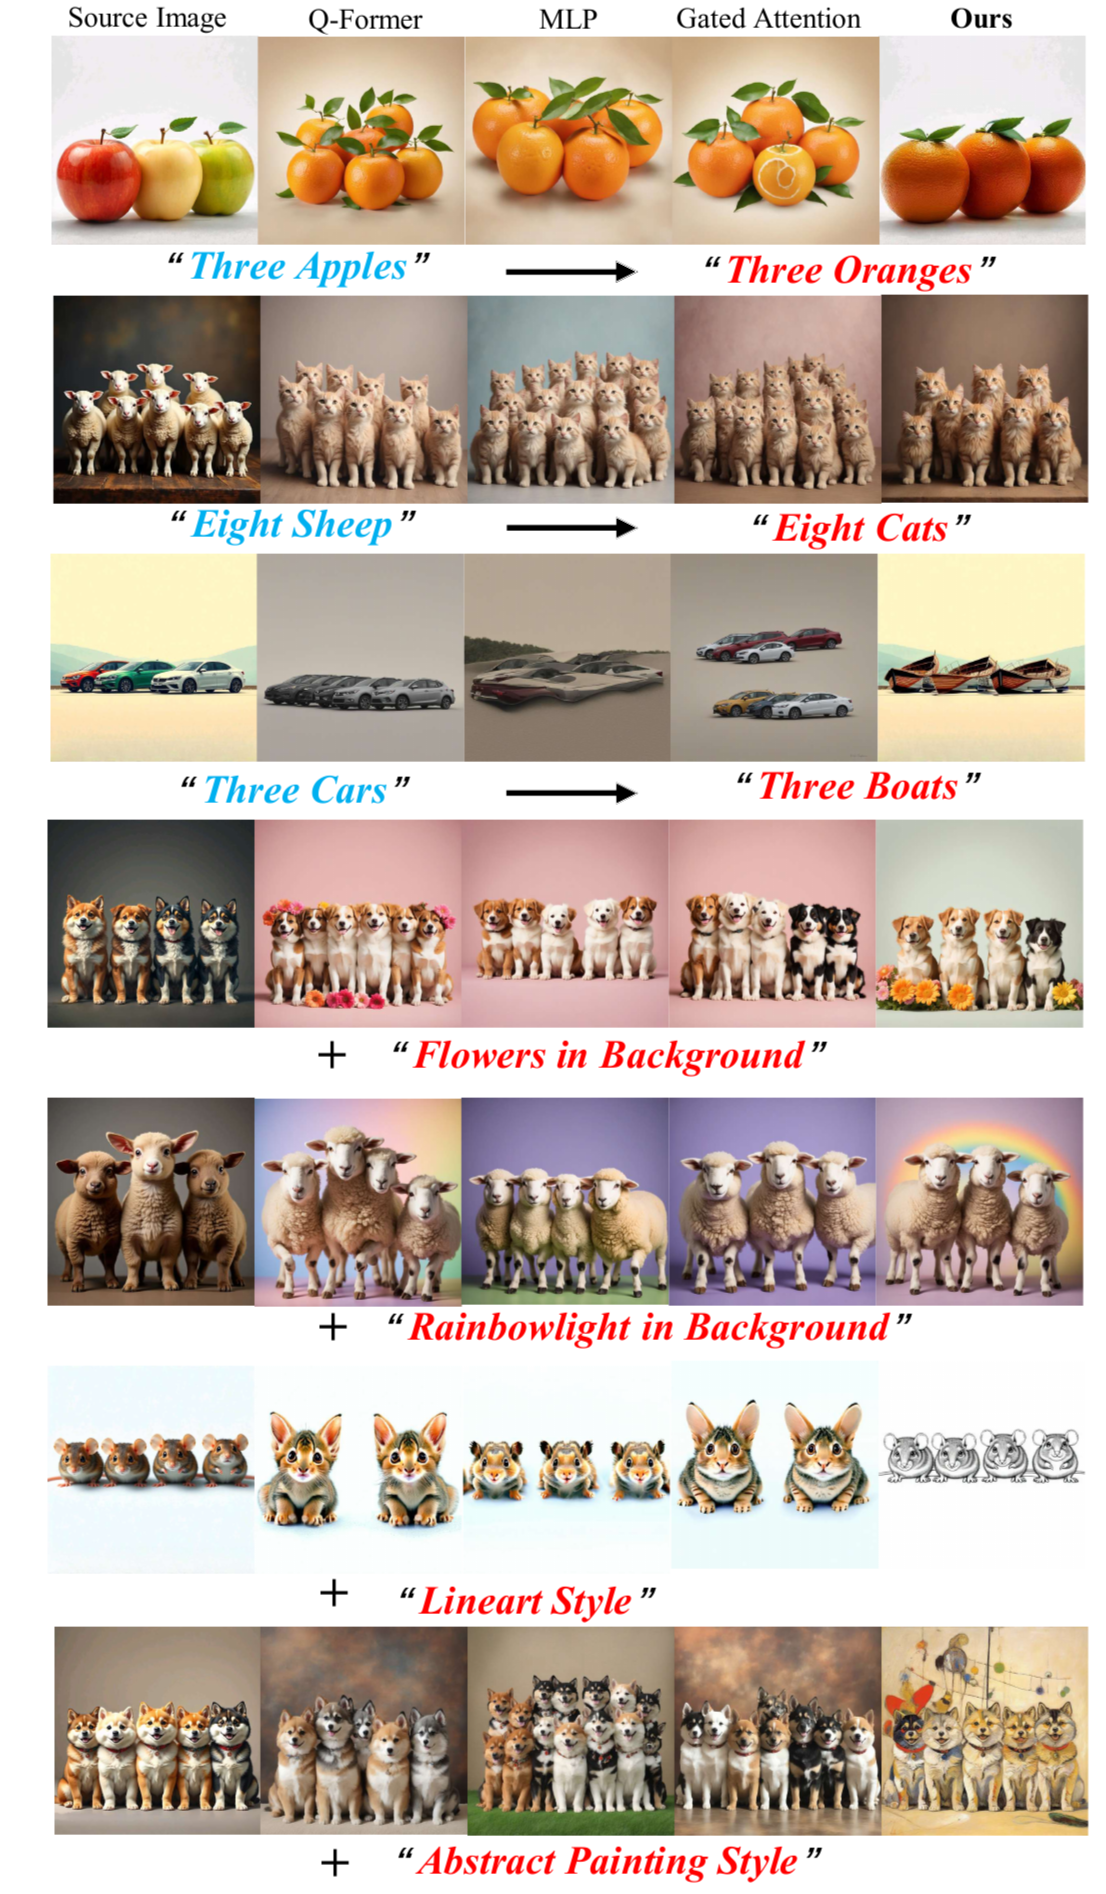 Source Image Q-Former MLP Gated Attention Ours
“Three Apples” “Three Oranges”
“Eight Sheep” “Eight Cats”
“Three Cars” “Three Boats”
+ “Flowers in Background”
+ “Rainbowlight in Background”
+ “Lineart Style”
+ “Abstract Painting Style”